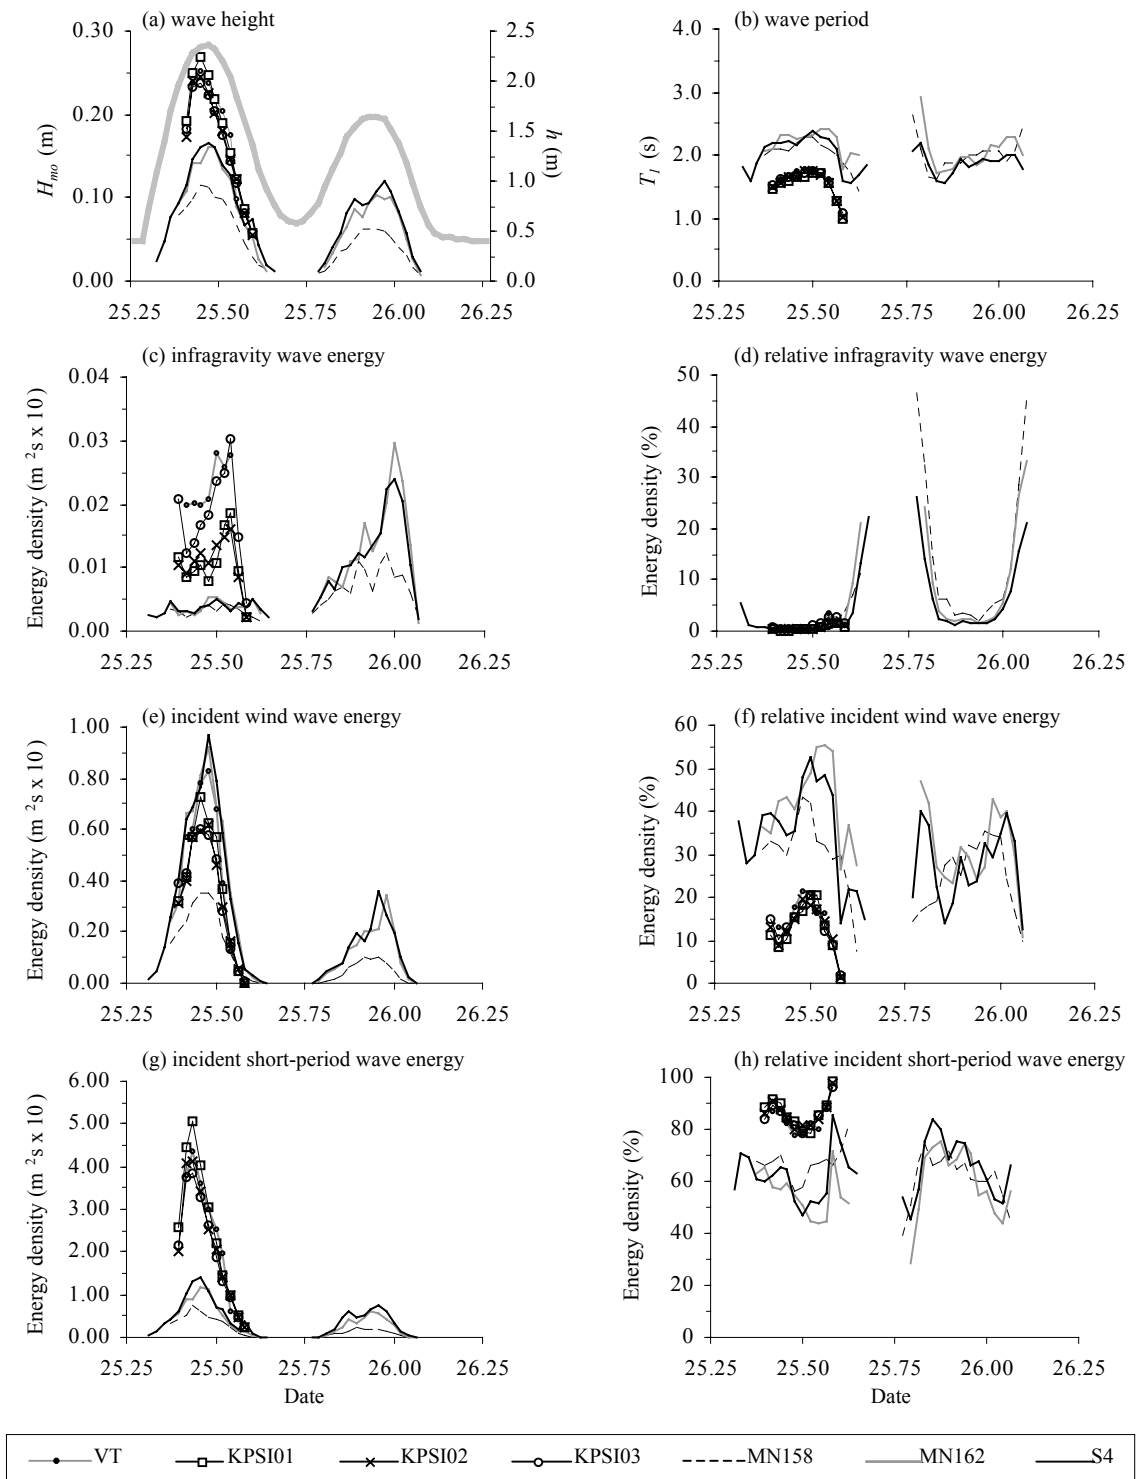 (a) wave height
(b) wave period
0.30
0.20
0.10
0.00
H mo (m)
2.5
2.0
1.5
1.0
0.5
0.0
h (m)
25.25 25.50 25.75 26.00 26.25
4.0
3.0
2.0
1.0
0.0
T1 (s)
25.25 25.50 25.75 26.00 26.25
(c) infragravity wave energy
(d) relative infragravity wave energy
0.04
0.03
0.02
0.01
0.00
Energy density (m 2s x 10)
25.25 25.50 25.75 26.00 26.25
50
40
30
20
10
0
Energy density (%)
25.25 25.50 25.75 26.00 26.25
(e) incident wind wave energy
(f) relative incident wind wave energy
1.00
0.80
0.60
0.40
0.20
0.00
Energy density (m 2s x 10)
25.25 25.50 25.75 26.00 26.25
60
50
40
30
20
10
0
Energy density (%)
25.25 25.50 25.75 26.00 26.25
(g) incident short-period wave energy
(h) relative incident short-period wave energy
6.00
5.00
4.00
3.00
2.00
1.00
0.00
Energy density (m 2s x 10)
25.25 25.50 25.75 26.00 26.25
Date
100
80
60
40
20
0
Energy density (%)
25.25 25.50 25.75 26.00 26.25
Date
VT KPSI01 KPSI02 KPSI03 MN158 MN162 S4